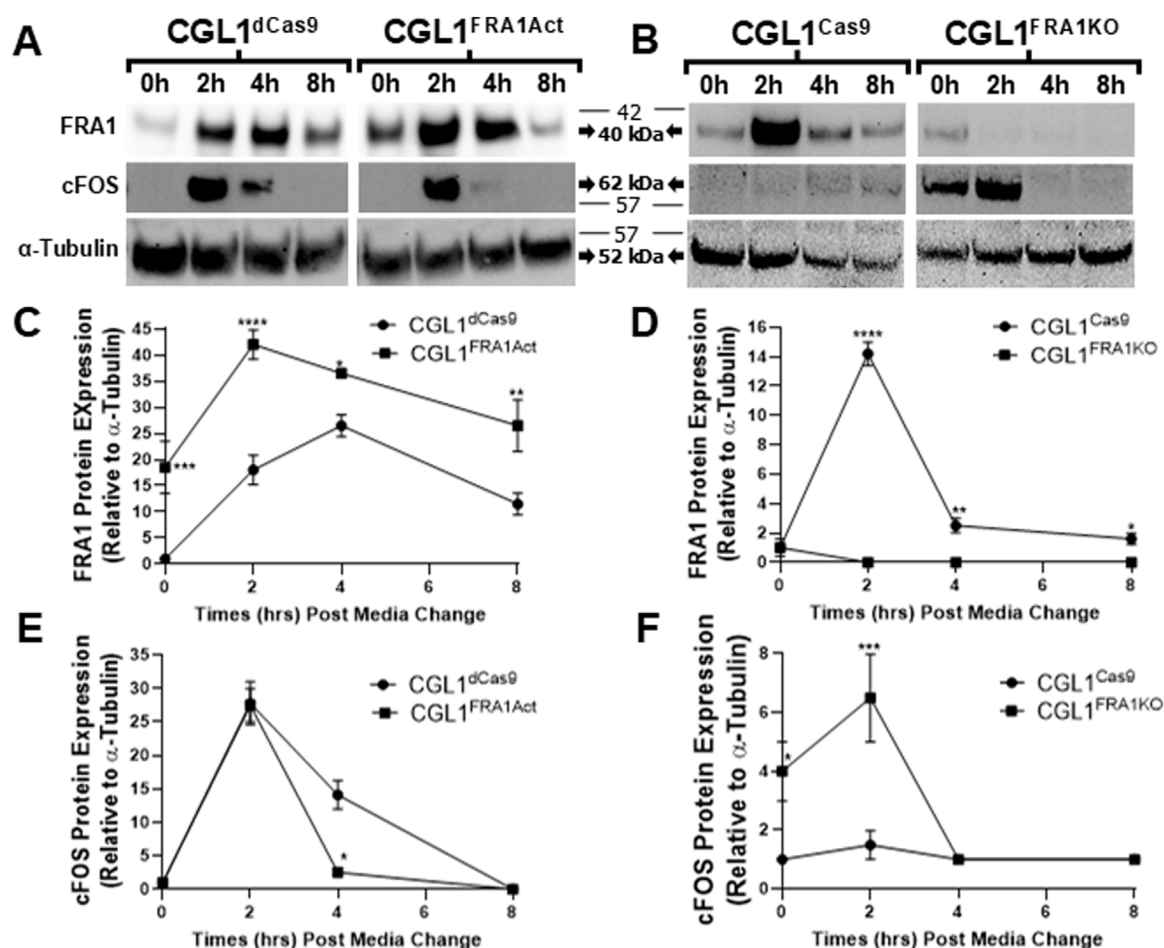 A
CGL1dCas9 CGL1FRA1Act
0h 2h 4h 8h 0h 2h 4h 8h
B
CGL1Cas9 CGL1FRA1KO
0h 2h 4h 8h 0h 2h 4h 8h
FRA1
42
40 kDa
cFOS
62 kDa
57
α-Tubulin
57
52 kDa
C
FRA1 Protein EXpression
(Relative to α-Tubulin)
45
40
35
30
25
20
15
10
5
0
0 2 4 6 8
Times (hrs) Post Media Change
CGL1dCas9
CGL1FRA1Act
***
****
*
**
D
FRA1 Protein Expression
(Relative to α-Tubulin)
16
14
12
10
8
6
4
2
0
0 2 4 6 8
Times (hrs) Post Media Change
CGL1Cas9
CGL1FRA1KO
****
**
*
E
cFOS Protein Expression
(Relative to α-Tubulin)
35
30
25
20
15
10
5
0
0 2 4 6 8
Times (hrs) Post Media Change
CGL1dCas9
CGL1FRA1Act
*
F
cFOS Protein Expression
(Relative to α-Tubulin)
8
6
4
2
0
0 2 4 6 8
Times (hrs) Post Media Change
CGL1Cas9
CGL1FRA1KO
*
***